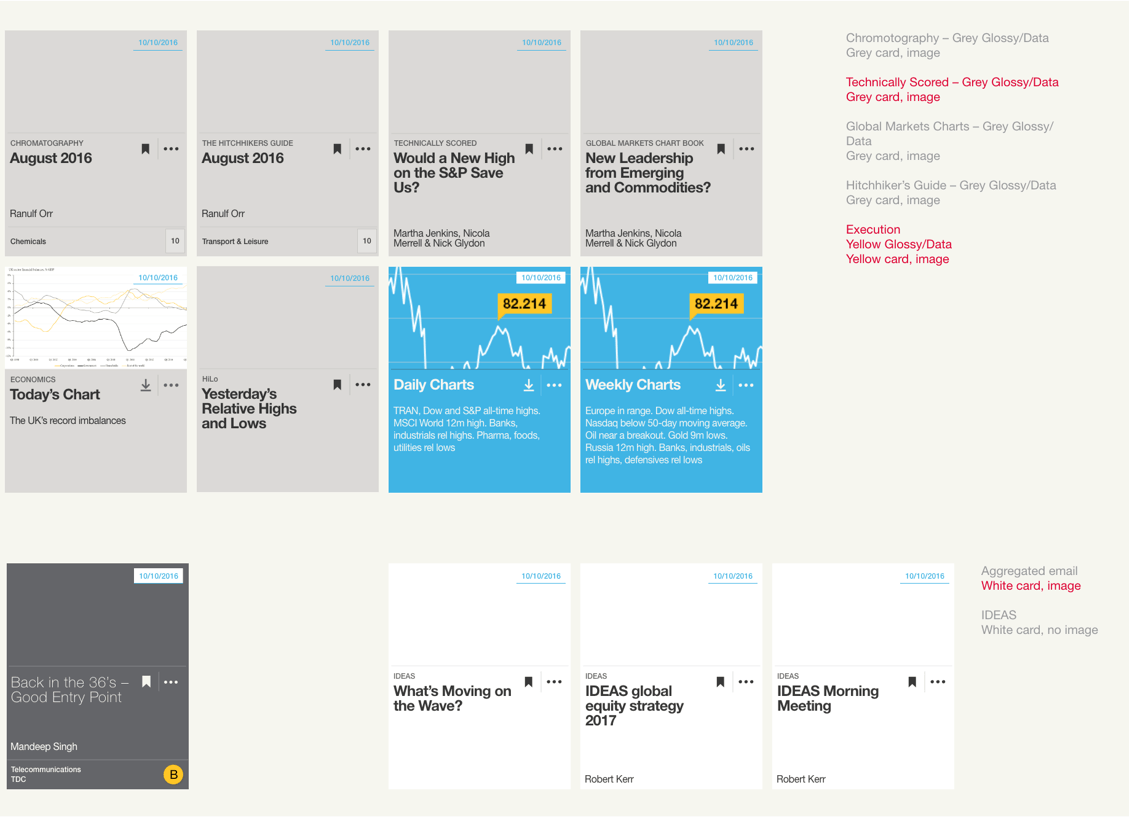 10/10/2016
CHROMATOGRAPHY
August 2016
Ranulf Orr
Chemicals
10
10/10/2016
THE HITCHHIKERS GUIDE
August 2016
Ranulf Orr
Transport & Leisure
10
10/10/2016
TECHNICALLY SCORED
Would a New High
on the S&P Save
Us?
Martha Jenkins, Nicola
Merrell & Nick Glydon
10/10/2016
GLOBAL MARKETS CHART BOOK
New Leadership
from Emerging
and Commodities?
Martha Jenkins, Nicola
Merrell & Nick Glydon
Chromotography – Grey Glossy/Data
Grey card, image
Technically Scored – Grey Glossy/Data
Grey card, image
Global Markets Charts – Grey Glossy/
Data
Grey card, image
Hitchhiker's Guide – Grey Glossy/Data
Grey card, image
Execution
Yellow Glossy/Data
Yellow card, image
10/10/2016
ECONOMICS
Today's Chart
The UK's record imbalances
10/10/2016
HiLo
Yesterday's
Relative Highs
and Lows
10/10/2016
82.214
Daily Charts
TRAN, Dow and S&P all-time highs.
MSCI World 12m high. Banks,
industrials rel highs. Pharma, foods,
utilities rel lows
10/10/2016
82.214
Weekly Charts
Europe in range. Dow all-time highs.
Nasdaq below 50-day moving average.
Oil near a breakout. Gold 9m lows.
Russia 12m high. Banks, industrials, oils
rel highs, defensives rel lows
10/10/2016
Back in the 36's –
Good Entry Point
Mandeep Singh
Telecommunications
TDC
B
10/10/2016
IDEAS
What's Moving on
the Wave?
10/10/2016
IDEAS
IDEAS global
equity strategy
2017
Robert Kerr
10/10/2016
IDEAS
IDEAS Morning
Meeting
Robert Kerr
Aggregated email
White card, image
IDEAS
White card, no image